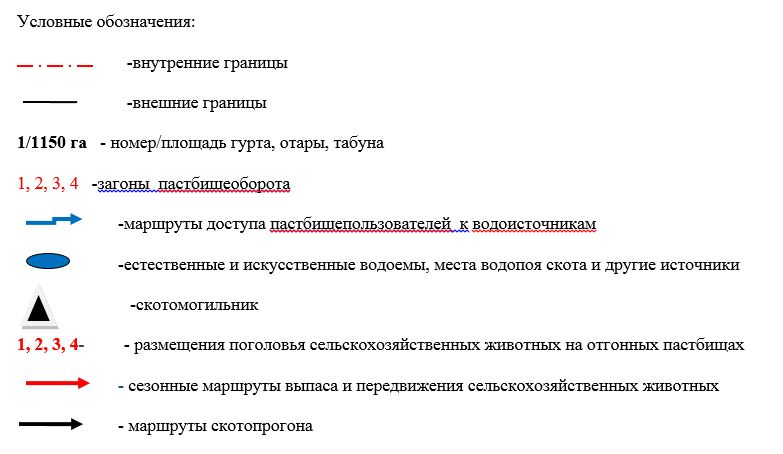 Условные обозначения:
-внутренние границы
-внешние границы
1/1150 га - номер/площадь гурта, отары, табуна
1, 2, 3, 4 -загоны пастбищеоборота
-маршруты доступа пастбищепользователей к водоисточникам
-естественные и искусственные водоемы, места водопоя скота и другие источники
-скотомогильник
1, 2, 3, 4- - размещения поголовья сельскохозяйственных животных на отгонных пастбищах
- сезонные маршруты выпаса и передвижения сельскохозяйственных животных
- маршруты скотопрогона